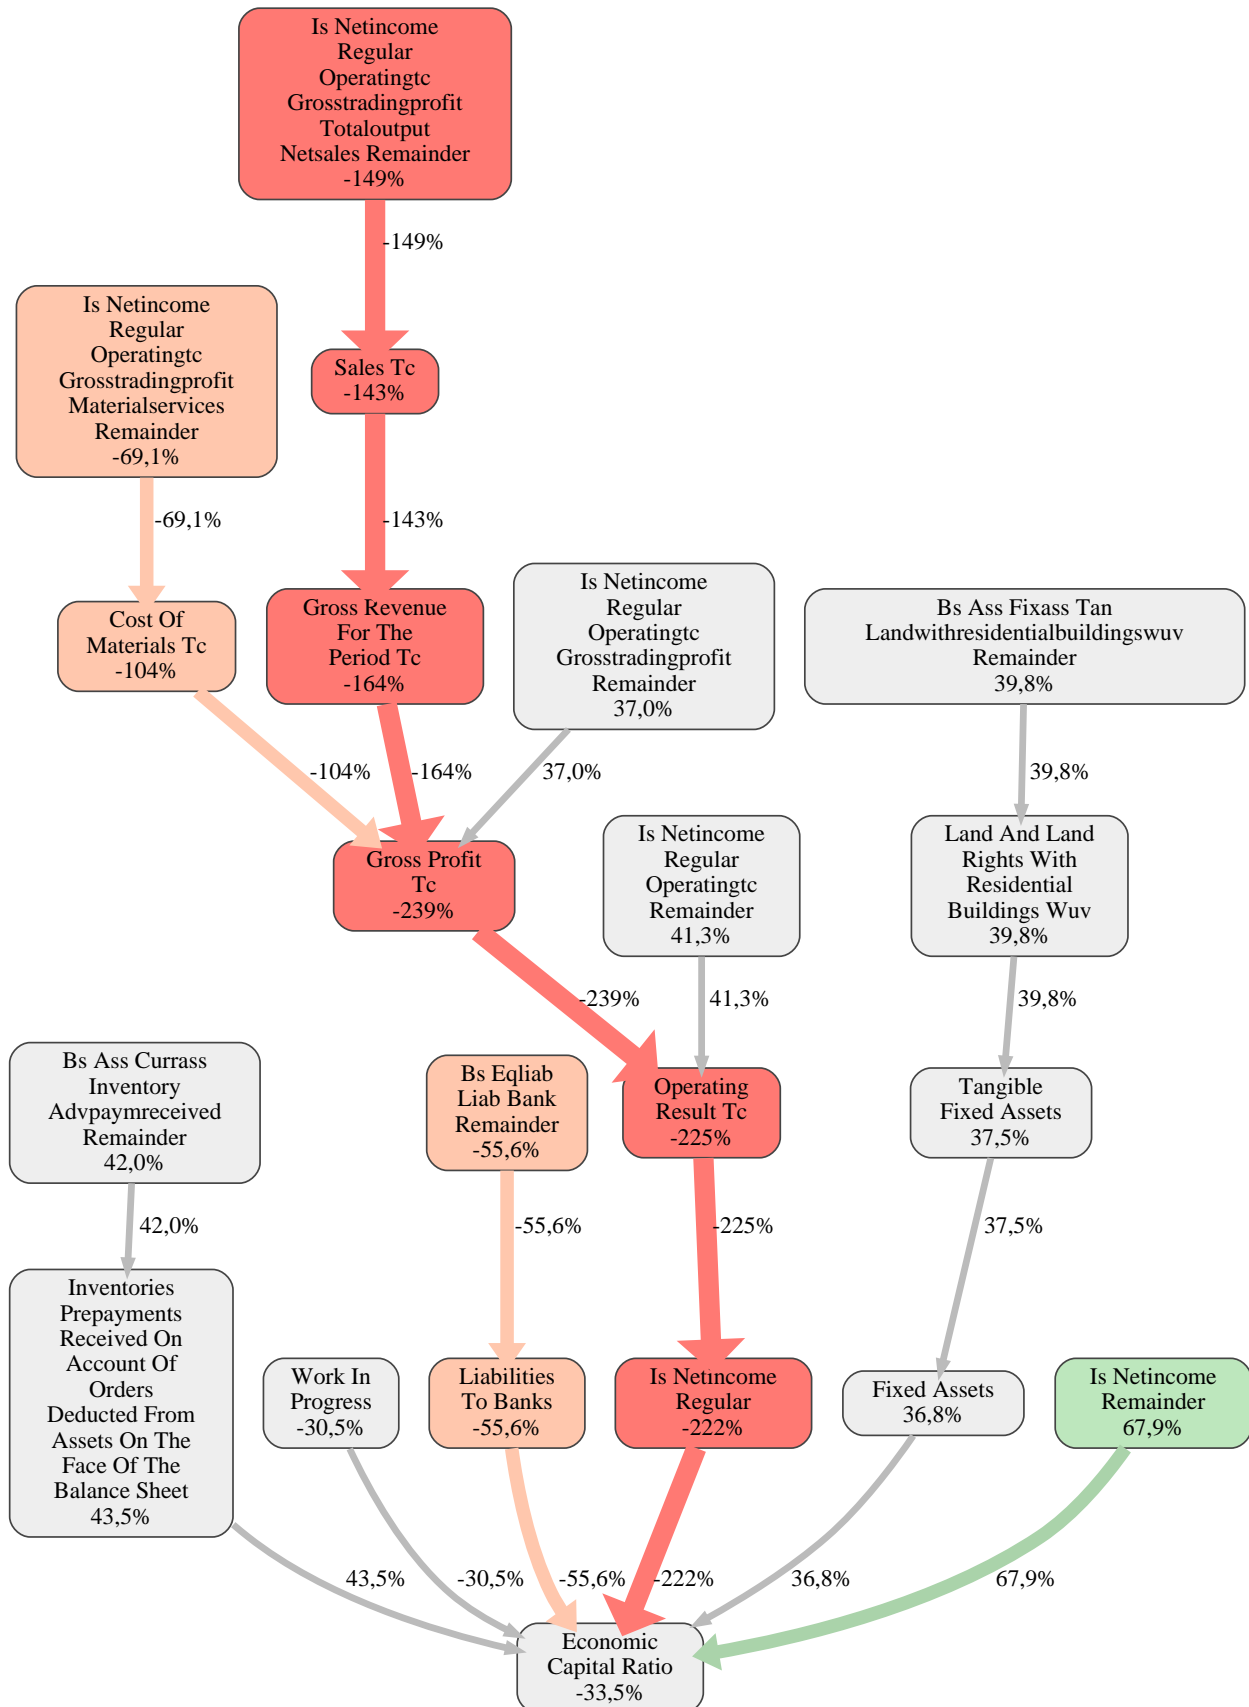 Is Netincome
Regular
Operatingtc
Grosstradingprofit
Totaloutput
Netsales Remainder
-149%
-149%
Is Netincome
Regular
Operatingtc
Grosstradingprofit
Materialservices
Remainder
-69,1%
Sales Tc
-143%
-69,1%
-143%
Cost Of
Materials Tc
-104%
Gross Revenue
For The
Period Tc
-164%
Is Netincome
Regular
Operatingtc
Grosstradingprofit
Remainder
37,0%
Bs Ass Fixass Tan
Landwithresidentialbuildingswuv
Remainder
39,8%
-104%
-164%
37,0%
39,8%
Gross Profit
Tc
-239%
Is Netincome
Regular
Operatingtc
Remainder
41,3%
Land And Land
Rights With
Residential
Buildings Wuv
39,8%
-239%
41,3%
39,8%
Bs Ass Currass
Inventory
Advpaymreceived
Remainder
42,0%
Bs Eqliab
Liab Bank
Remainder
-55,6%
Operating
Result Tc
-225%
Tangible
Fixed Assets
37,5%
42,0%
-55,6%
-225%
37,5%
Inventories
Prepayments
Received On
Account Of
Orders
Deducted From
Assets On The
Face Of The
Balance Sheet
43,5%
Work In
Progress
-30,5%
Liabilities
To Banks
-55,6%
Is Netincome
Regular
-222%
Fixed Assets
36,8%
Is Netincome
Remainder
67,9%
43,5%
-30,5%
-55,6%
-222%
36,8%
67,9%
Economic
Capital Ratio
-33,5%